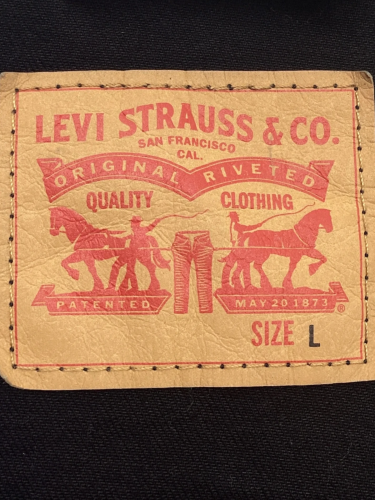 LEVI STRAUSS & CO.
SAN FRANCISCO
CAL.
ORIGINAL RIVETED
QUALITY CLOTHING
PATENTED MAY 20 1873
®
SIZE L